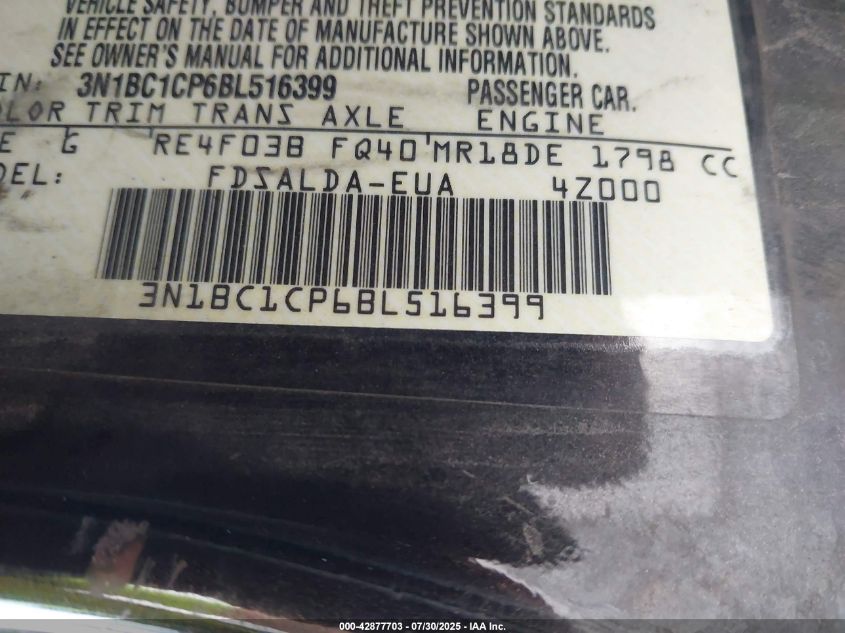 VEHICLE SAFETY, BUMPER AND THEFT PREVENTION STANDARDS
IN EFFECT ON THE DATE OF MANUFACTURE SHOWN ABOVE.
SEE OWNER'S MANUAL FOR ADDITIONAL INFORMATION.
IN: 3N1BC1CP6BL516399 PASSENGER CAR.
OLOR TRIM TRANS AXLE ENGINE
E G RE4F03B FQ40 MR18DE 1798 CC
DEL: FDSALDA-EUA 4Z000
3N1BC1CP6BL516399
000-42877703 - 07/30/2025 - IAA Inc.